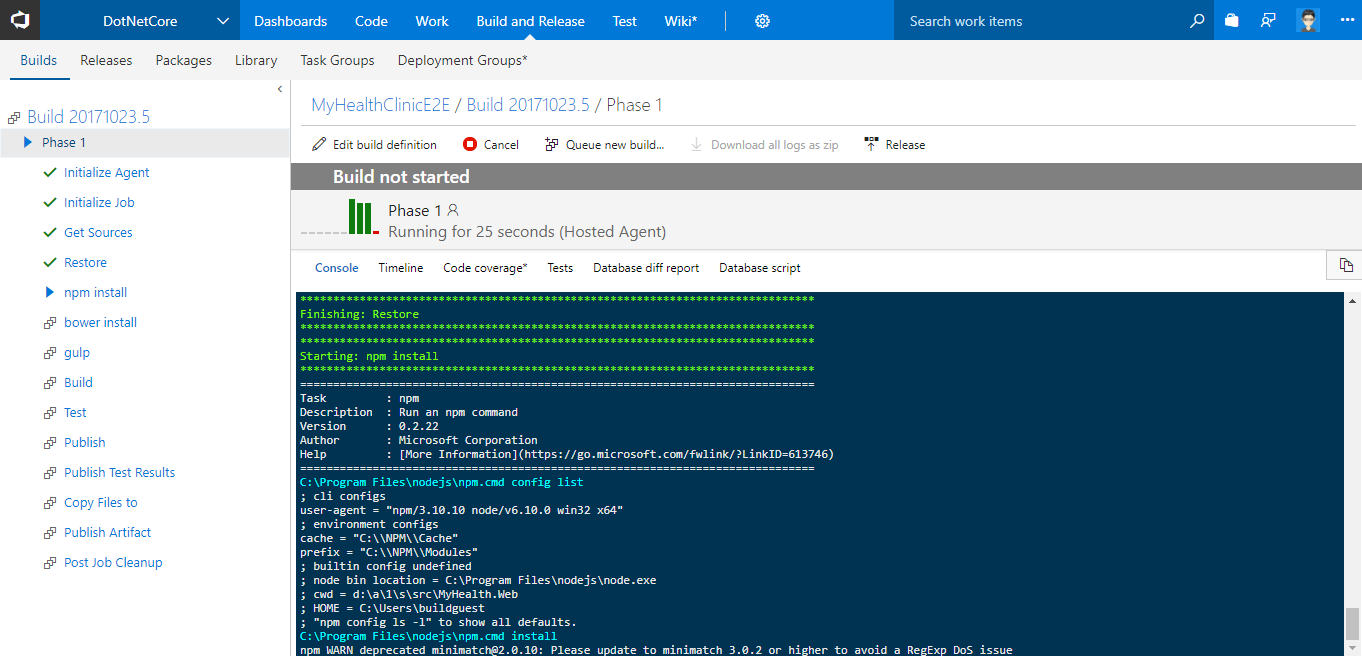 DotNetCore Dashboards Code Work Build and Release Test Wiki* Search work items
Builds Releases Packages Library Task Groups Deployment Groups*
Build 20171023.5
Phase 1
Initialize Agent
Initialize Job
Get Sources
Restore
npm install
bower install
gulp
Build
Test
Publish
Publish Test Results
Copy Files to
Publish Artifact
Post Job Cleanup
MyHealthClinicE2E / Build 20171023.5 / Phase 1
Edit build definition Cancel Queue new build... Download all logs as zip Release
Build not started
Phase 1
Running for 25 seconds (Hosted Agent)
Console Timeline Code coverage* Tests Database diff report Database script
******************************************************************************
Finishing: Restore
******************************************************************************
******************************************************************************
Starting: npm install
******************************************************************************
==============================================================================
Task : npm
Description : Run an npm command
Version : 0.2.22
Author : Microsoft Corporation
Help : [More Information](https://go.microsoft.com/fwlink/?LinkID=613746)
==============================================================================
C:\Program Files\nodejs\npm.cmd config list
; cli configs
user-agent = "npm/3.10.10 node/v6.10.0 win32 x64"
; environment configs
cache = "C:\\NPM\\Cache"
prefix = "C:\\NPM\\Modules"
; builtin config undefined
; node bin location = C:\Program Files\nodejs\node.exe
; cwd = d:\a\1\s\src\MyHealth.Web
; HOME = C:\Users\buildguest
; "npm config ls -l" to show all defaults.
C:\Program Files\nodejs\npm.cmd install
npm WARN deprecated minimatch@2.0.10: Please update to minimatch 3.0.2 or higher to avoid a RegExp DoS issue